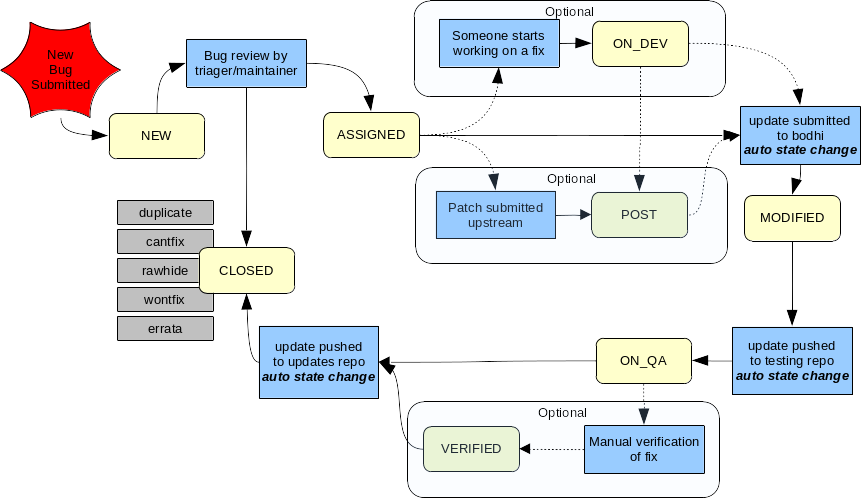 New
Bug
Submitted
NEW
Bug review by
triager/maintainer
ASSIGNED
Optional
Someone starts
working on a fix
ON_DEV
update submitted
to bodhi
auto state change
Optional
Patch submitted
upstream
POST
MODIFIED
duplicate
cantfix
rawhide
wontfix
errata
CLOSED
update pushed
to updates repo
auto state change
ON_QA
update pushed
to testing repo
auto state change
Optional
VERIFIED
Manual verification
of fix